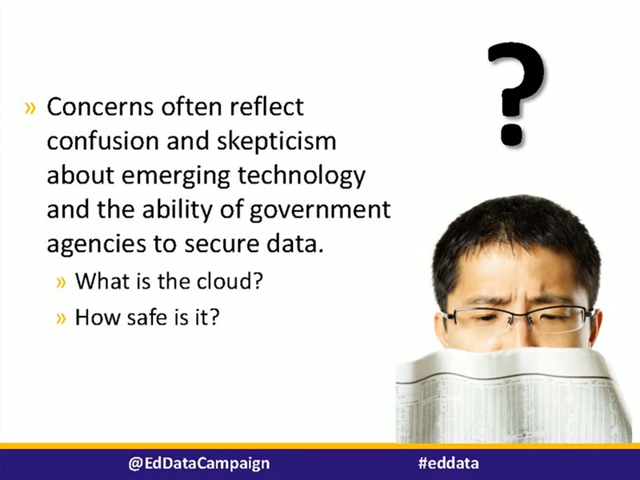 ?
» Concerns often reflect
confusion and skepticism
about emerging technology
and the ability of government
agencies to secure data.
» What is the cloud?
» How safe is it?
@EdDataCampaign #eddata